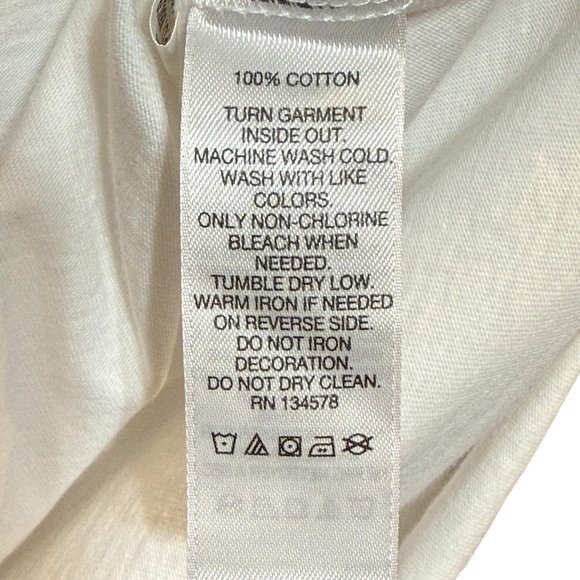 100% COTTON
TURN GARMENT
INSIDE OUT.
MACHINE WASH COLD.
WASH WITH LIKE
COLORS.
ONLY NON-CHLORINE
BLEACH WHEN
NEEDED.
TUMBLE DRY LOW.
WARM IRON IF NEEDED
ON REVERSE SIDE.
DO NOT IRON
DECORATION.
DO NOT DRY CLEAN.
RN 134578